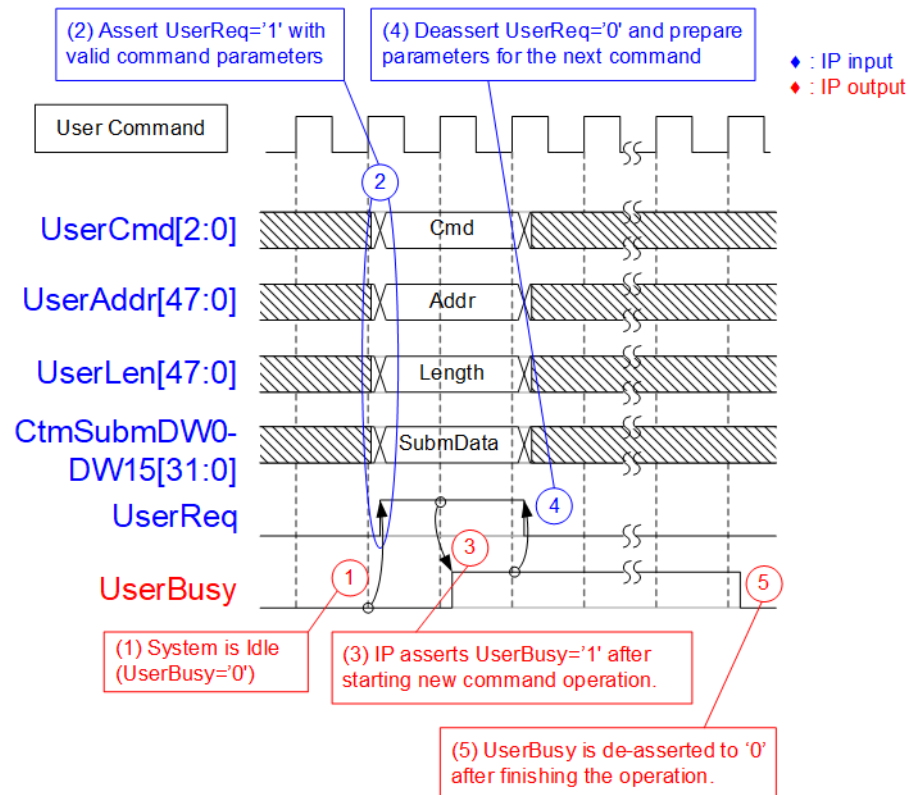 (2) Assert UserReq='1' with
valid command parameters
(4) Deassert UserReq='0' and prepare
parameters for the next command
♦ : IP input
♦ : IP output
User Command
2
UserCmd[2:0]
Cmd
UserAddr[47:0]
Addr
UserLen[47:0]
Length
CtmSubmDW0-
DW15[31:0]
SubmData
UserReq
4
3
1
UserBusy
5
(1) System is Idle
(UserBusy='0')
(3) IP asserts UserBusy='1' after
starting new command operation.
(5) UserBusy is de-asserted to ‘0’
after finishing the operation.